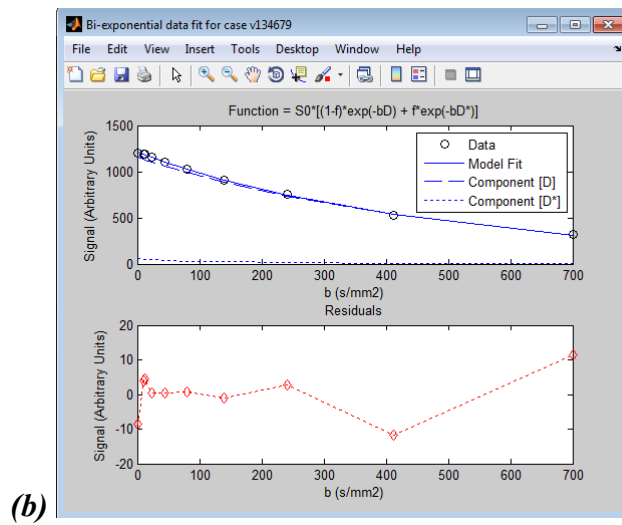 Bi-exponential data fit for case v134679
File Edit View Insert Tools Desktop Window Help
Function = S0*[(1-f)*exp(-bD) + f*exp(-bD*)]
Signal (Arbitrary Units)
1500
1000
500
0
Data
Model Fit
Component [D]
Component [D*]
0 100 200 300 400 500 600 700
b (s/mm2)
Residuals
Signal (Arbitrary Units)
20
10
0
-10
-20
0 100 200 300 400 500 600 700
b (s/mm2)
(b)